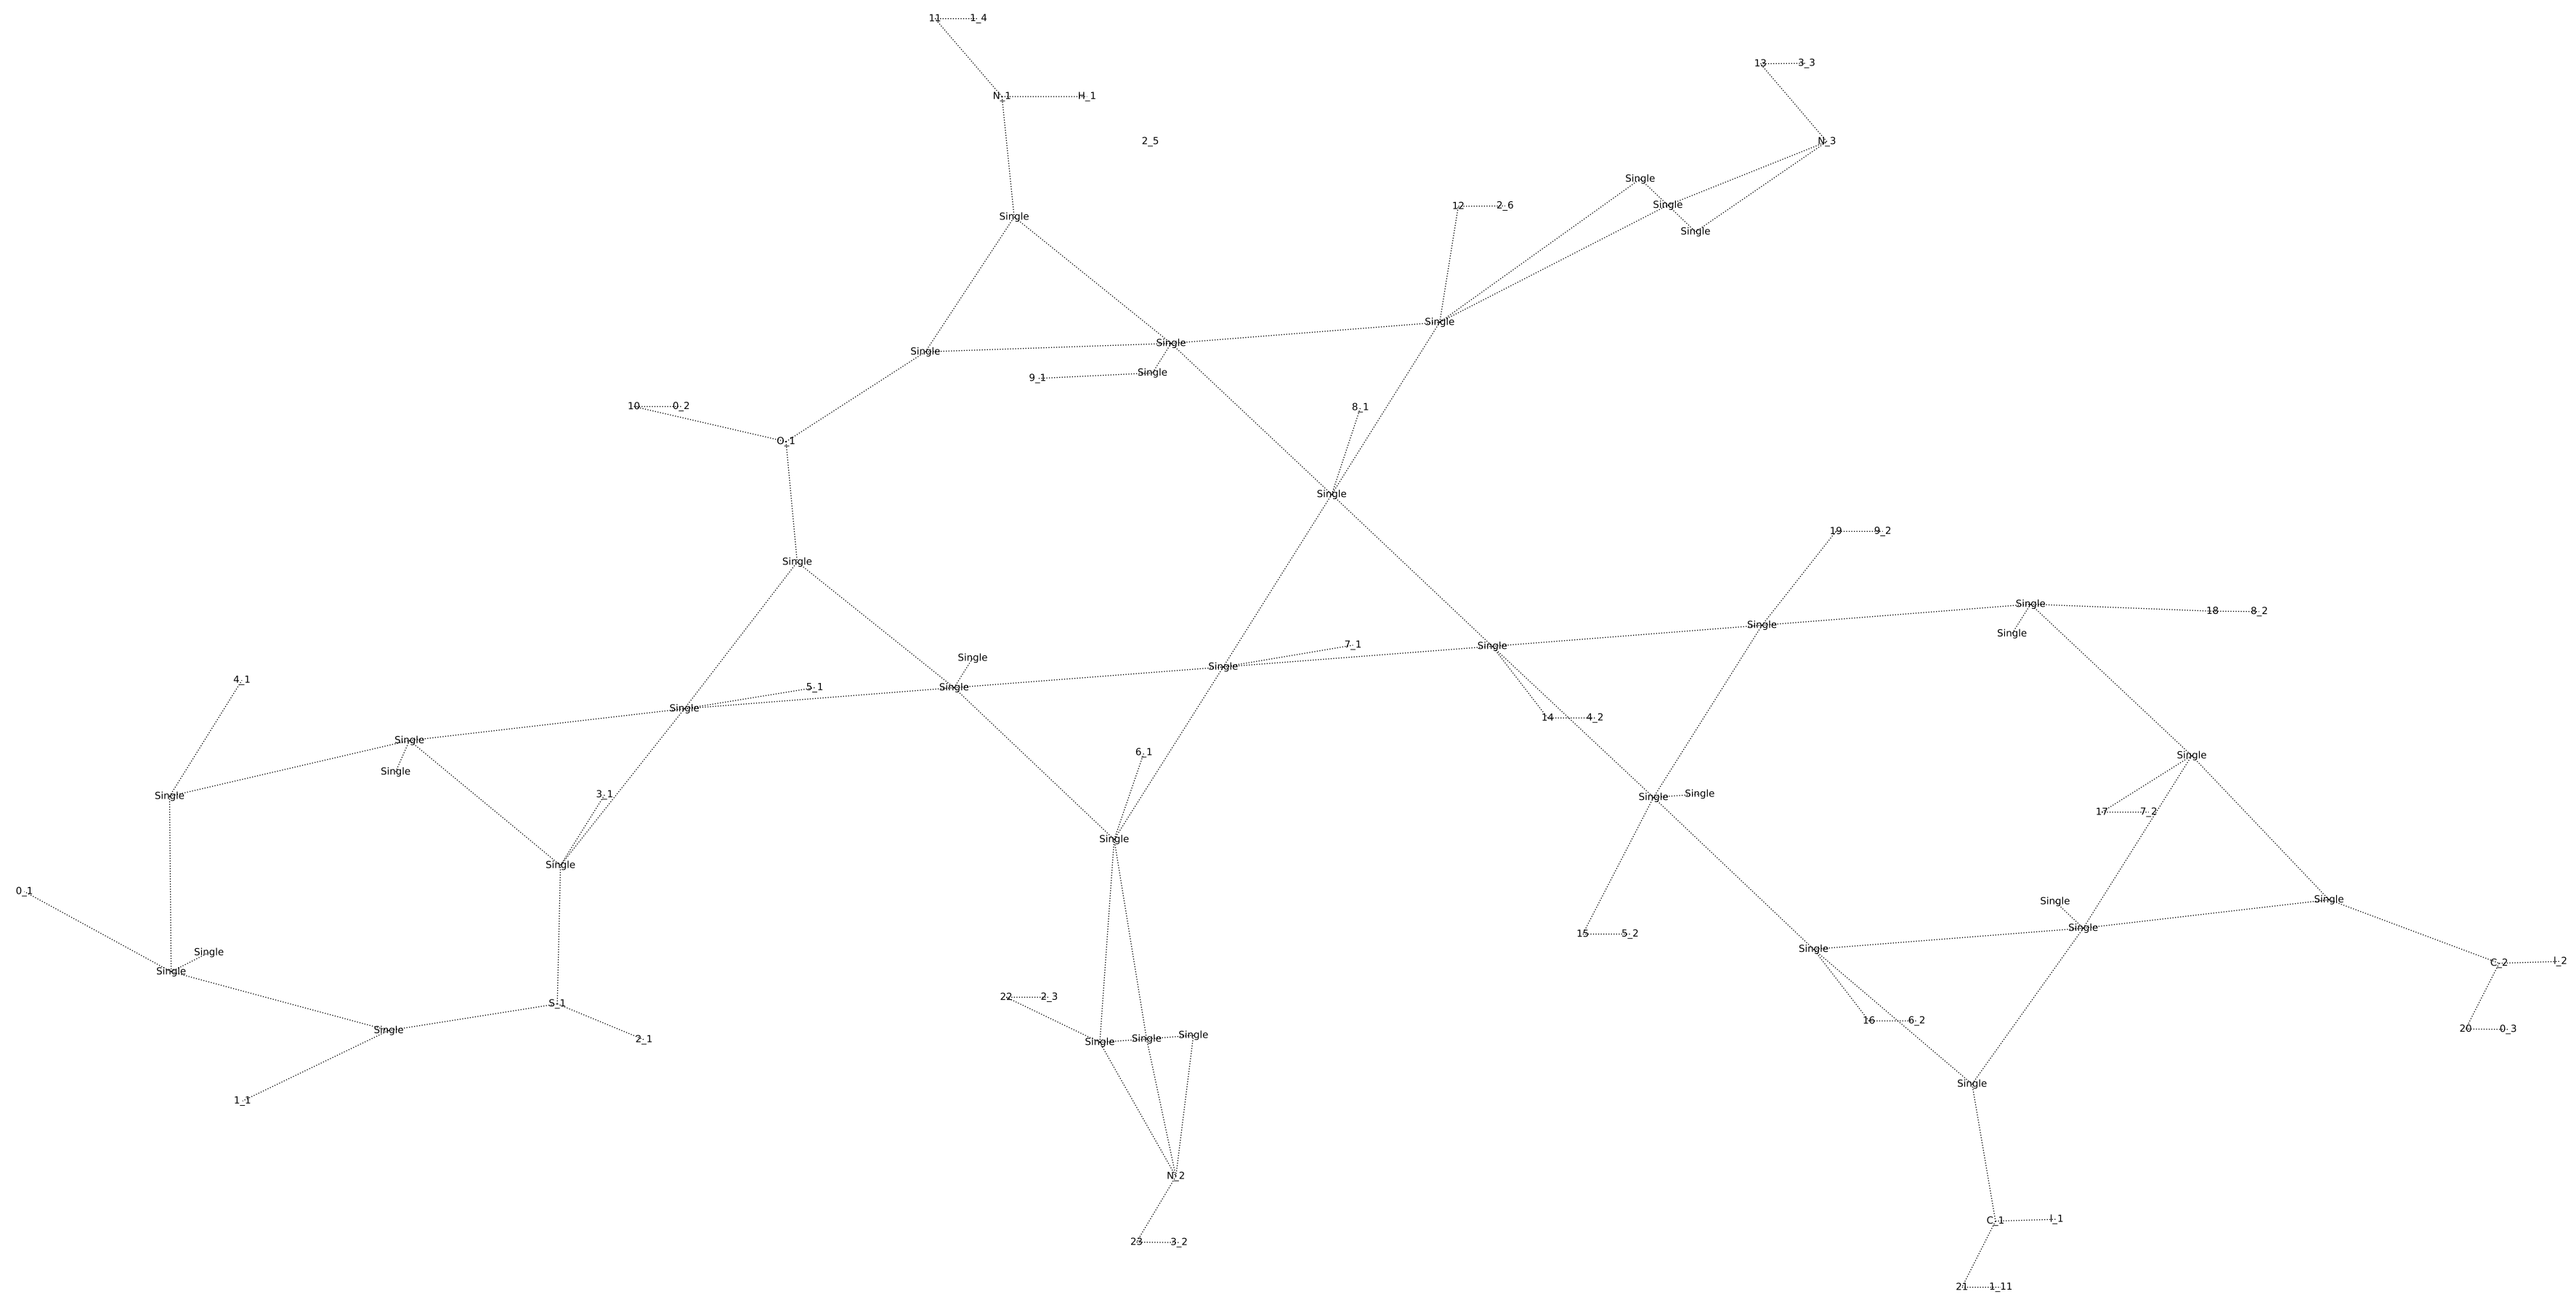 11 1_4
13 3_3
N_1 H_1
2_5
N_3
Single
Single
12 2_6
Single
Single
Single
Single
Single
Single
9_1
10 0_2
8_1
O_1
Single
19 9_2
Single
Single
18 8_2
Single
Single
Single
7_1
Single
Single
4_1
Single
5_1
Single
14 4_2
Single
6_1
Single
Single
Single
3_1
Single
Single
17 7_2
Single
Single
0_1
Single
Single
Single
15 5_2
Single
Single
Single
C_2 I_2
Single
22 2_3
S_1
16 6_2
Single
20 0_3
Single
2_1
Single
Single
Single
1_1
N_2
C_1 I_1
23 3_2
21 1_11